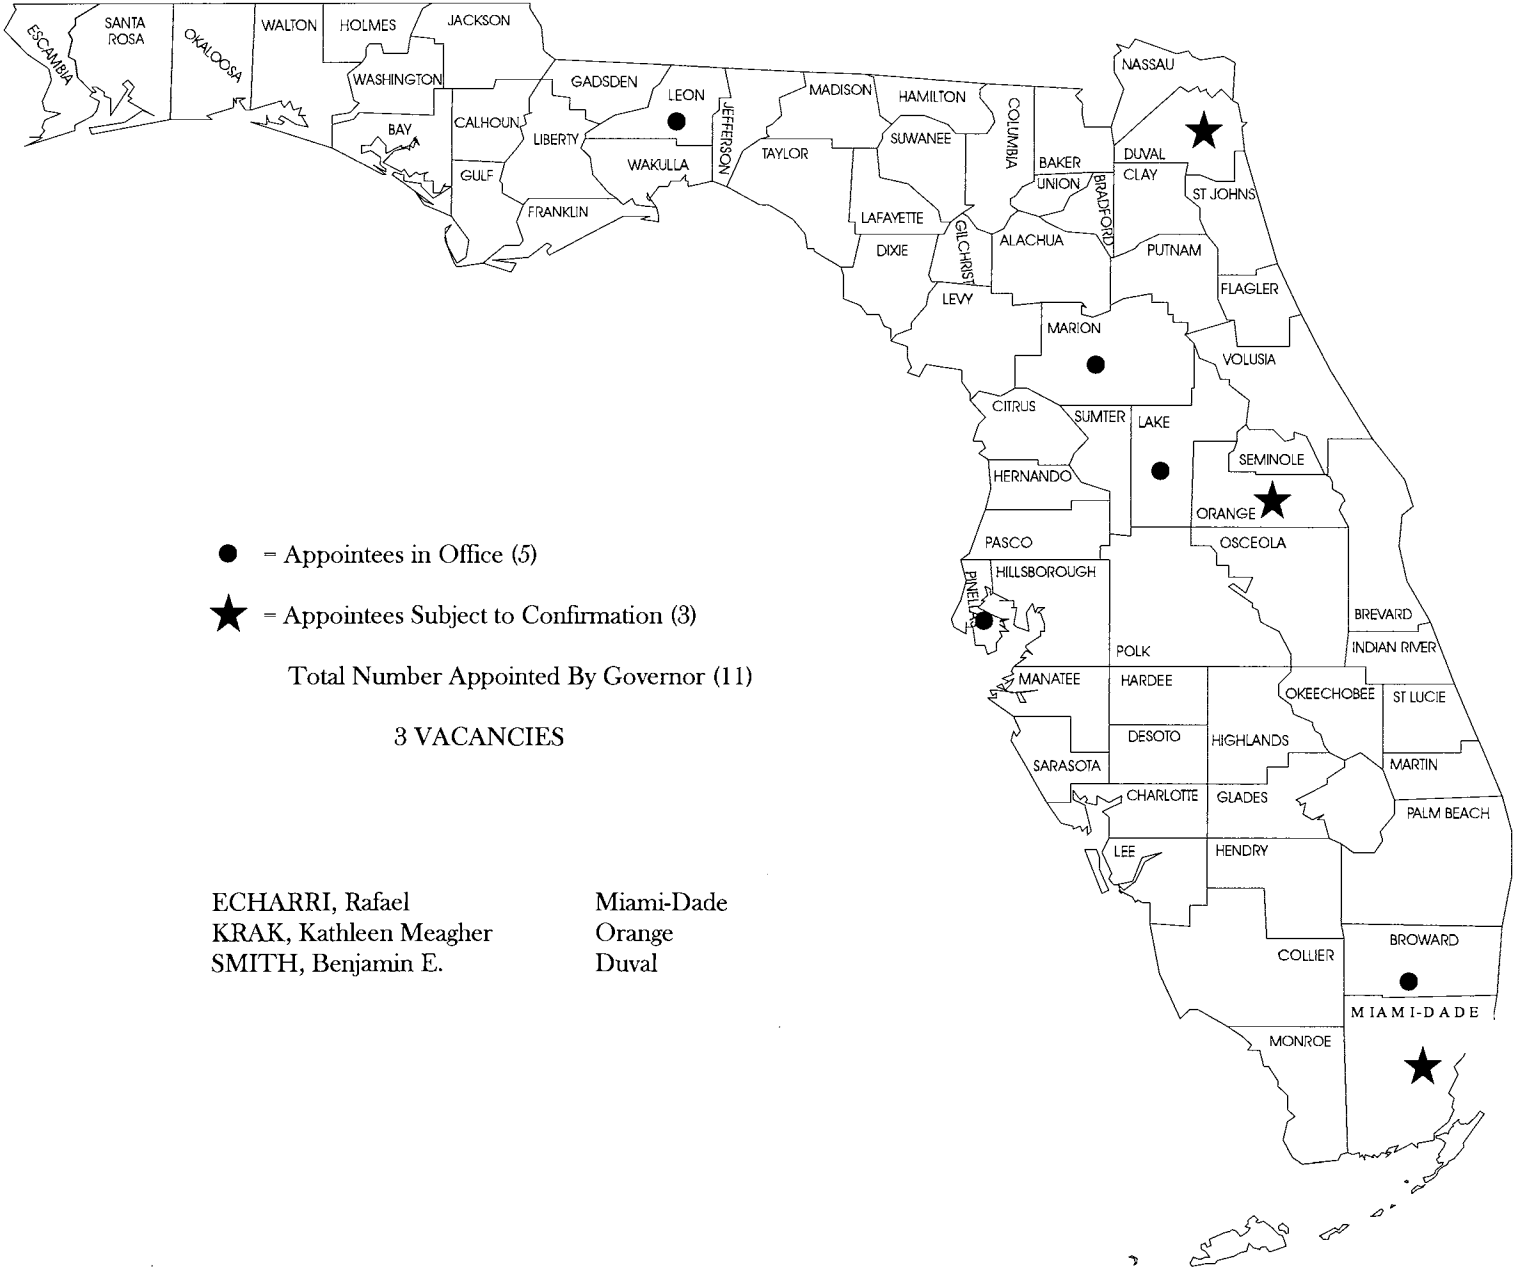 ESCAMBIA
SANTA
ROSA
OKALOOSA
WALTON
HOLMES
JACKSON
WASHINGTON
BAY
CALHOUN
GULF
LIBERTY
GADSDEN
FRANKLIN
LEON
WAKULLA
JEFFERSON
MADISON
TAYLOR
HAMILTON
SUWANEE
LAFAYETTE
DIXIE
COLUMBIA
GILCHRIST
BAKER
UNION
BRADFORD
ALACHUA
LEVY
NASSAU
DUVAL
CLAY
ST JOHNS
PUTNAM
FLAGLER
MARION
VOLUSIA
CITRUS
SUMTER
LAKE
HERNANDO
SEMINOLE
ORANGE
PASCO
OSCEOLA
PINELLAS
HILLSBOROUGH
POLK
BREVARD
INDIAN RIVER
MANATEE
HARDEE
OKEECHOBEE
ST LUCIE
DESOTO
HIGHLANDS
SARASOTA
MARTIN
CHARLOTTE
GLADES
PALM BEACH
LEE
HENDRY
BROWARD
COLLIER
MIAMI-DADE
MONROE
= Appointees in Office (5)
= Appointees Subject to Confirmation (3)
Total Number Appointed By Governor (11)
3 VACANCIES
ECHARRI, Rafael Miami-Dade
KRAK, Kathleen Meagher Orange
SMITH, Benjamin E. Duval